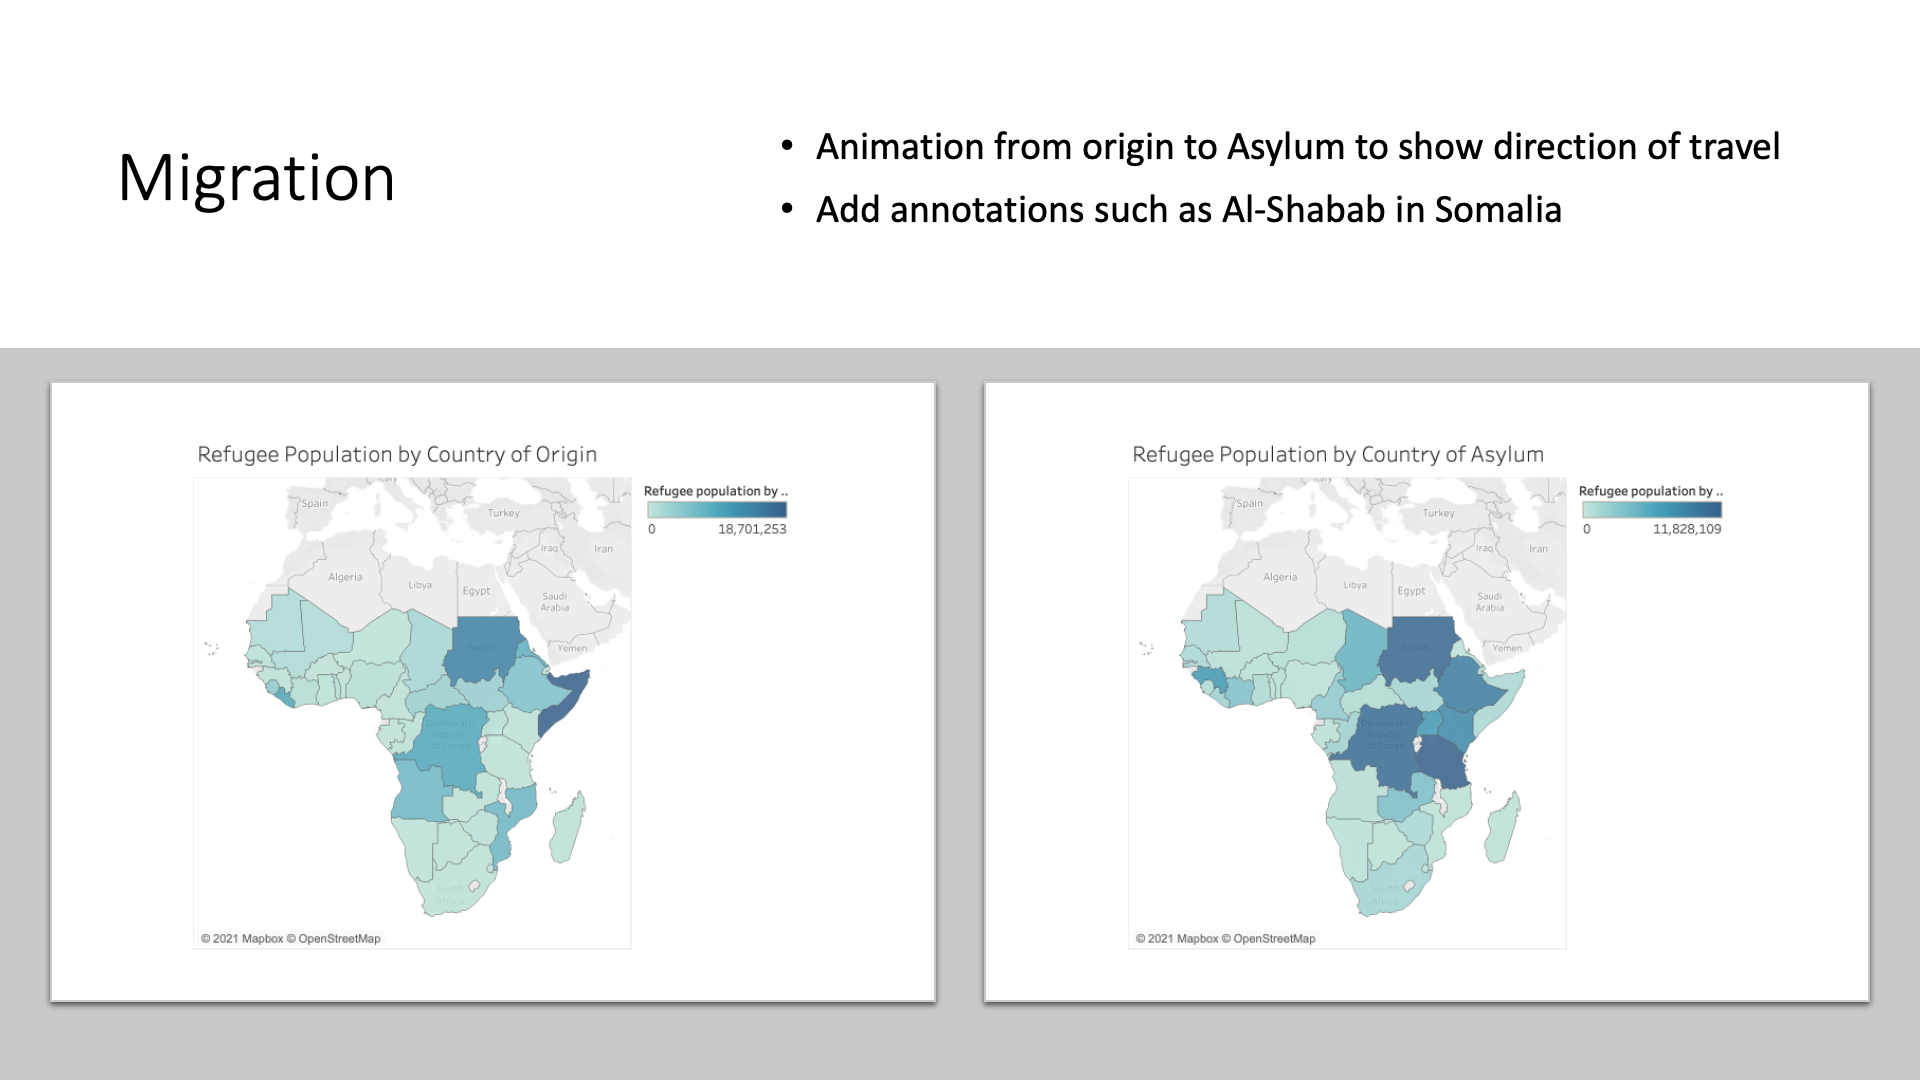 Migration
• Animation from origin to Asylum to show direction of travel
• Add annotations such as Al-Shabab in Somalia
Refugee Population by Country of Origin
Refugee population by ..
0 18,701,253
Italy
Spain
Turkey
Iraq
Iran
Algeria
Libya
Egypt
Saudi
Arabia
Sudan
Yemen
Democratic
Republic
of Congo
South
Africa
© 2021 Mapbox © OpenStreetMap
Refugee Population by Country of Asylum
Refugee population by ..
0 11,828,109
Italy
Spain
Turkey
Iraq
Iran
Algeria
Libya
Egypt
Saudi
Arabia
Sudan
Yemen
Democratic
Republic
of Congo
South
Africa
© 2021 Mapbox © OpenStreetMap